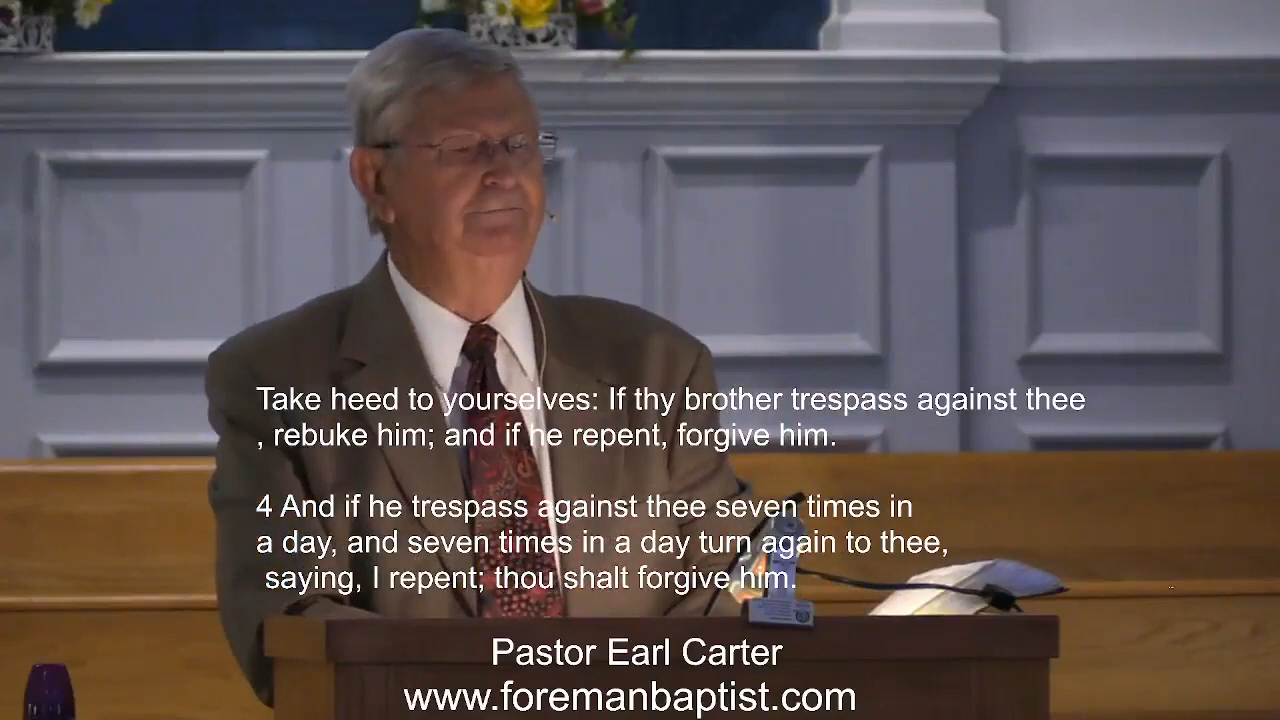 Take heed to yourselves: If thy brother trespass against thee
, rebuke him; and if he repent, forgive him.
4 And if he trespass against thee seven times in
a day, and seven times in a day turn again to thee,
saying, I repent; thou shalt forgive him.
Pastor Earl Carter
www.foremanbaptist.com